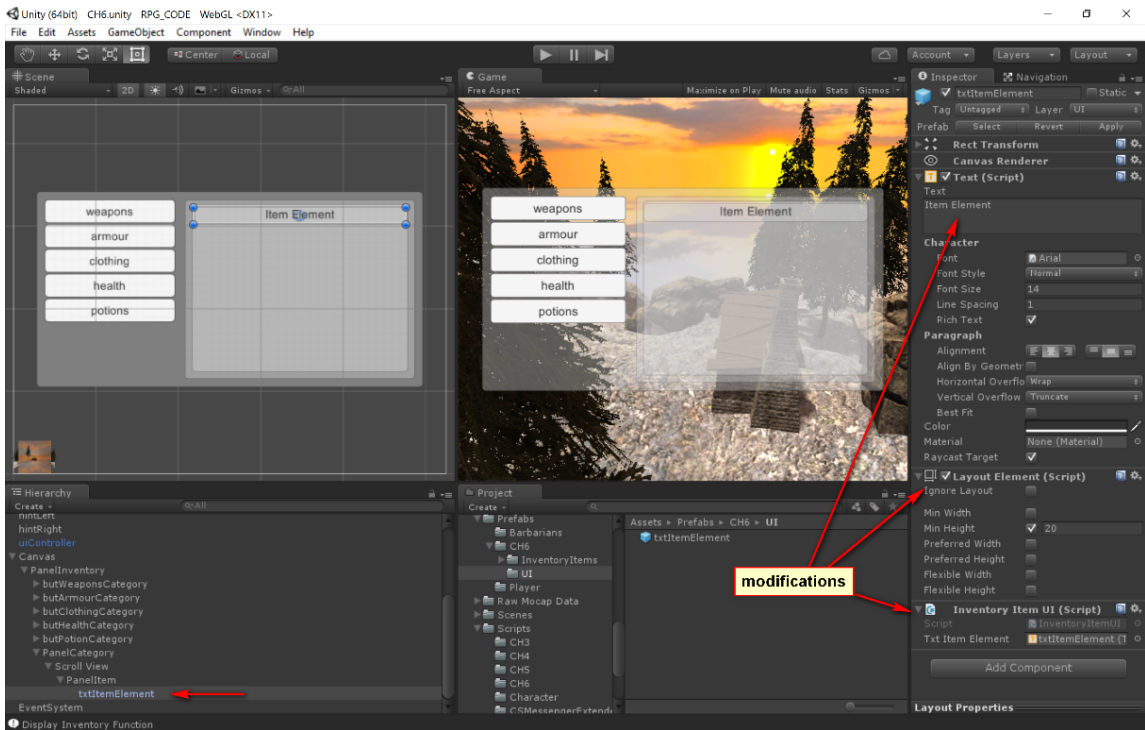 Unity (64bit) CH6.unity RPG_CODE WebGL <DX11>
File Edit Assets GameObject Component Window Help
Center Local
Account Layers Layout
Scene
Shaded 2D Gizmos All
weapons
armour
clothing
health
potions
Item Element
Game
Free Aspect Maximize on Play Mute audio Stats Gizmos
weapons
armour
clothing
health
potions
Item Element
Inspector Navigation
txtItemElement Static
Tag Untagged Layer UI
Prefab Select Revert Apply
Rect Transform
Canvas Renderer
Text (Script)
Text
Item Element
Character
Font Arial
Font Style Normal
Font Size 14
Line Spacing 1
Rich Text
Paragraph
Alignment
Align By Geometr
Horizontal Overflo Wrap
Vertical Overflow Truncate
Best Fit
Color
Material None (Material)
Raycast Target
Layout Element (Script)
Ignore Layout
Min Width
Min Height 20
Preferred Width
Preferred Height
Flexible Width
Flexible Height
Inventory Item UI (Script)
Script InventoryItemUI
Txt Item Element txtItemElement (T
Add Component
Layout Properties
modifications
Hierarchy
Create All
hintLeft
hintRight
uiController
Canvas
PanelInventory
butWeaponsCategory
butArmourCategory
butClothingCategory
butHealthCategory
butPotionCategory
PanelCategory
Scroll View
PanelItem
txtItemElement
EventSystem
Project
Create
Prefabs
Barbarians
CH6
InventoryItems
UI
Player
Raw Mocap Data
Scenes
Scripts
CH3
CH4
CH5
CH6
Character
CSMessengerExtend
Assets Prefabs CH6 UI
txtItemElement
Display Inventory Function